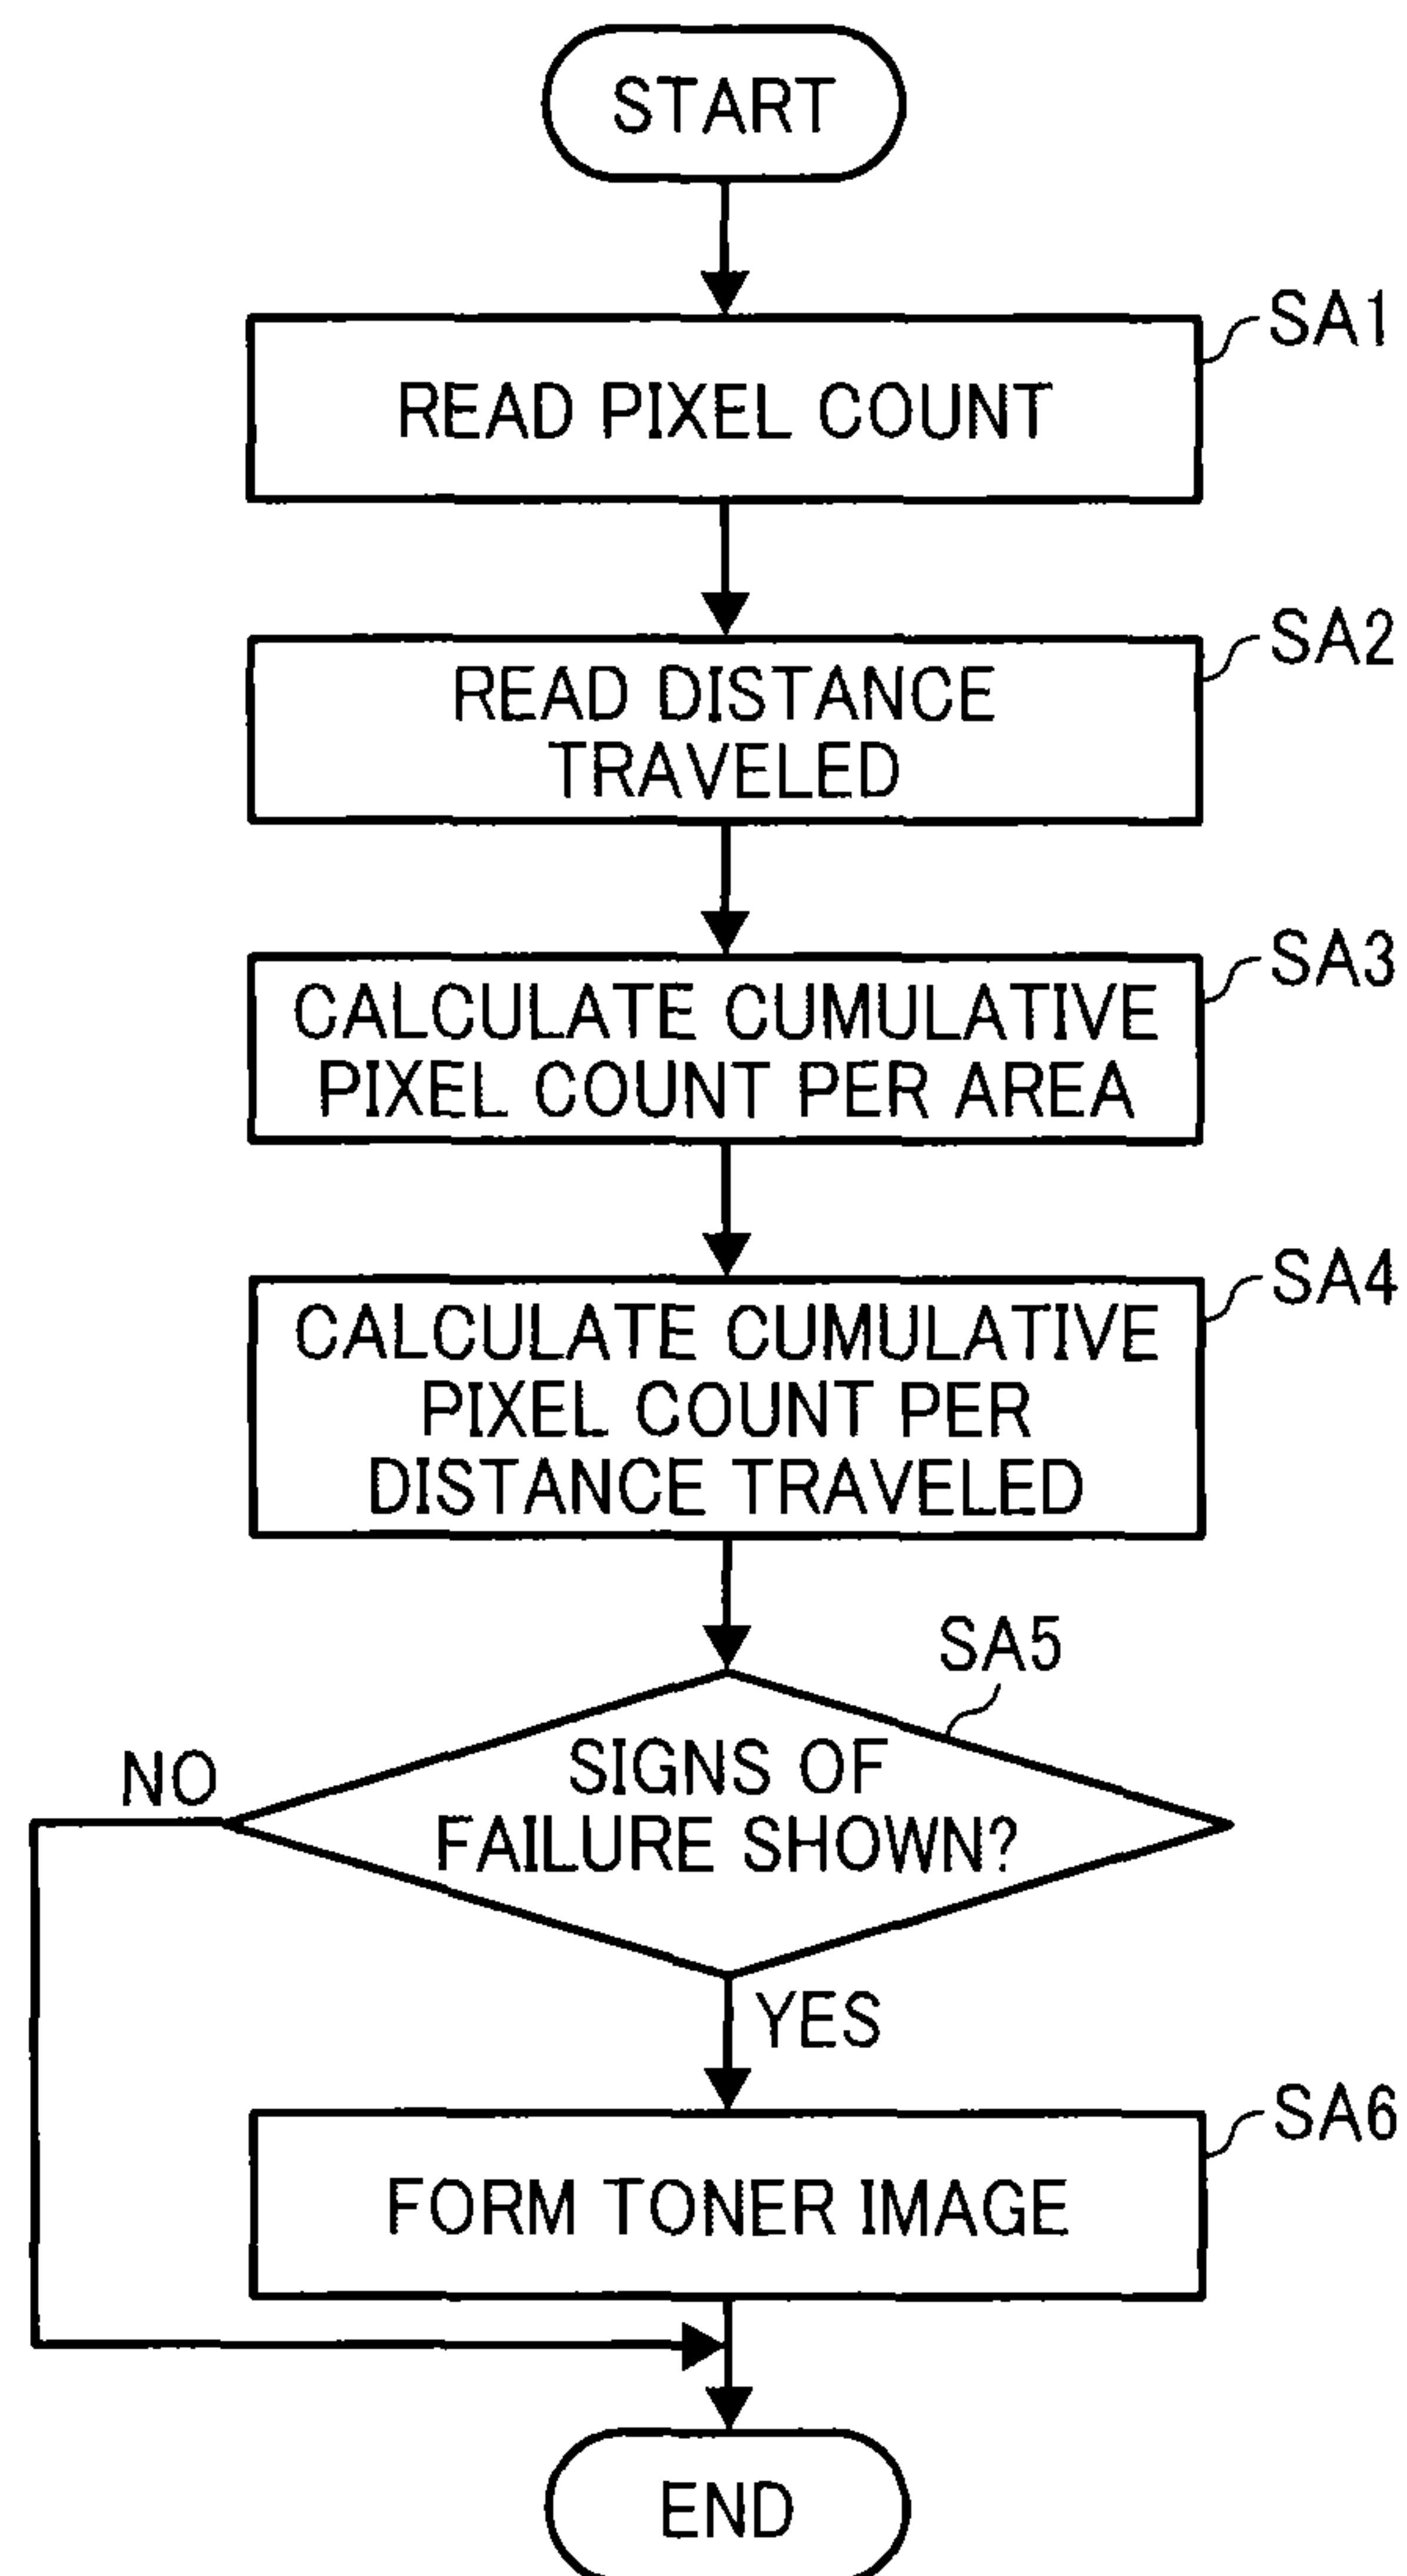 START
SA1
READ PIXEL COUNT
SA2
READ DISTANCE
TRAVELED
SA3
CALCULATE CUMULATIVE
PIXEL COUNT PER AREA
SA4
CALCULATE CUMULATIVE
PIXEL COUNT PER
DISTANCE TRAVELED
SA5
SIGNS OF
FAILURE SHOWN?
NO
YES
SA6
FORM TONER IMAGE
END